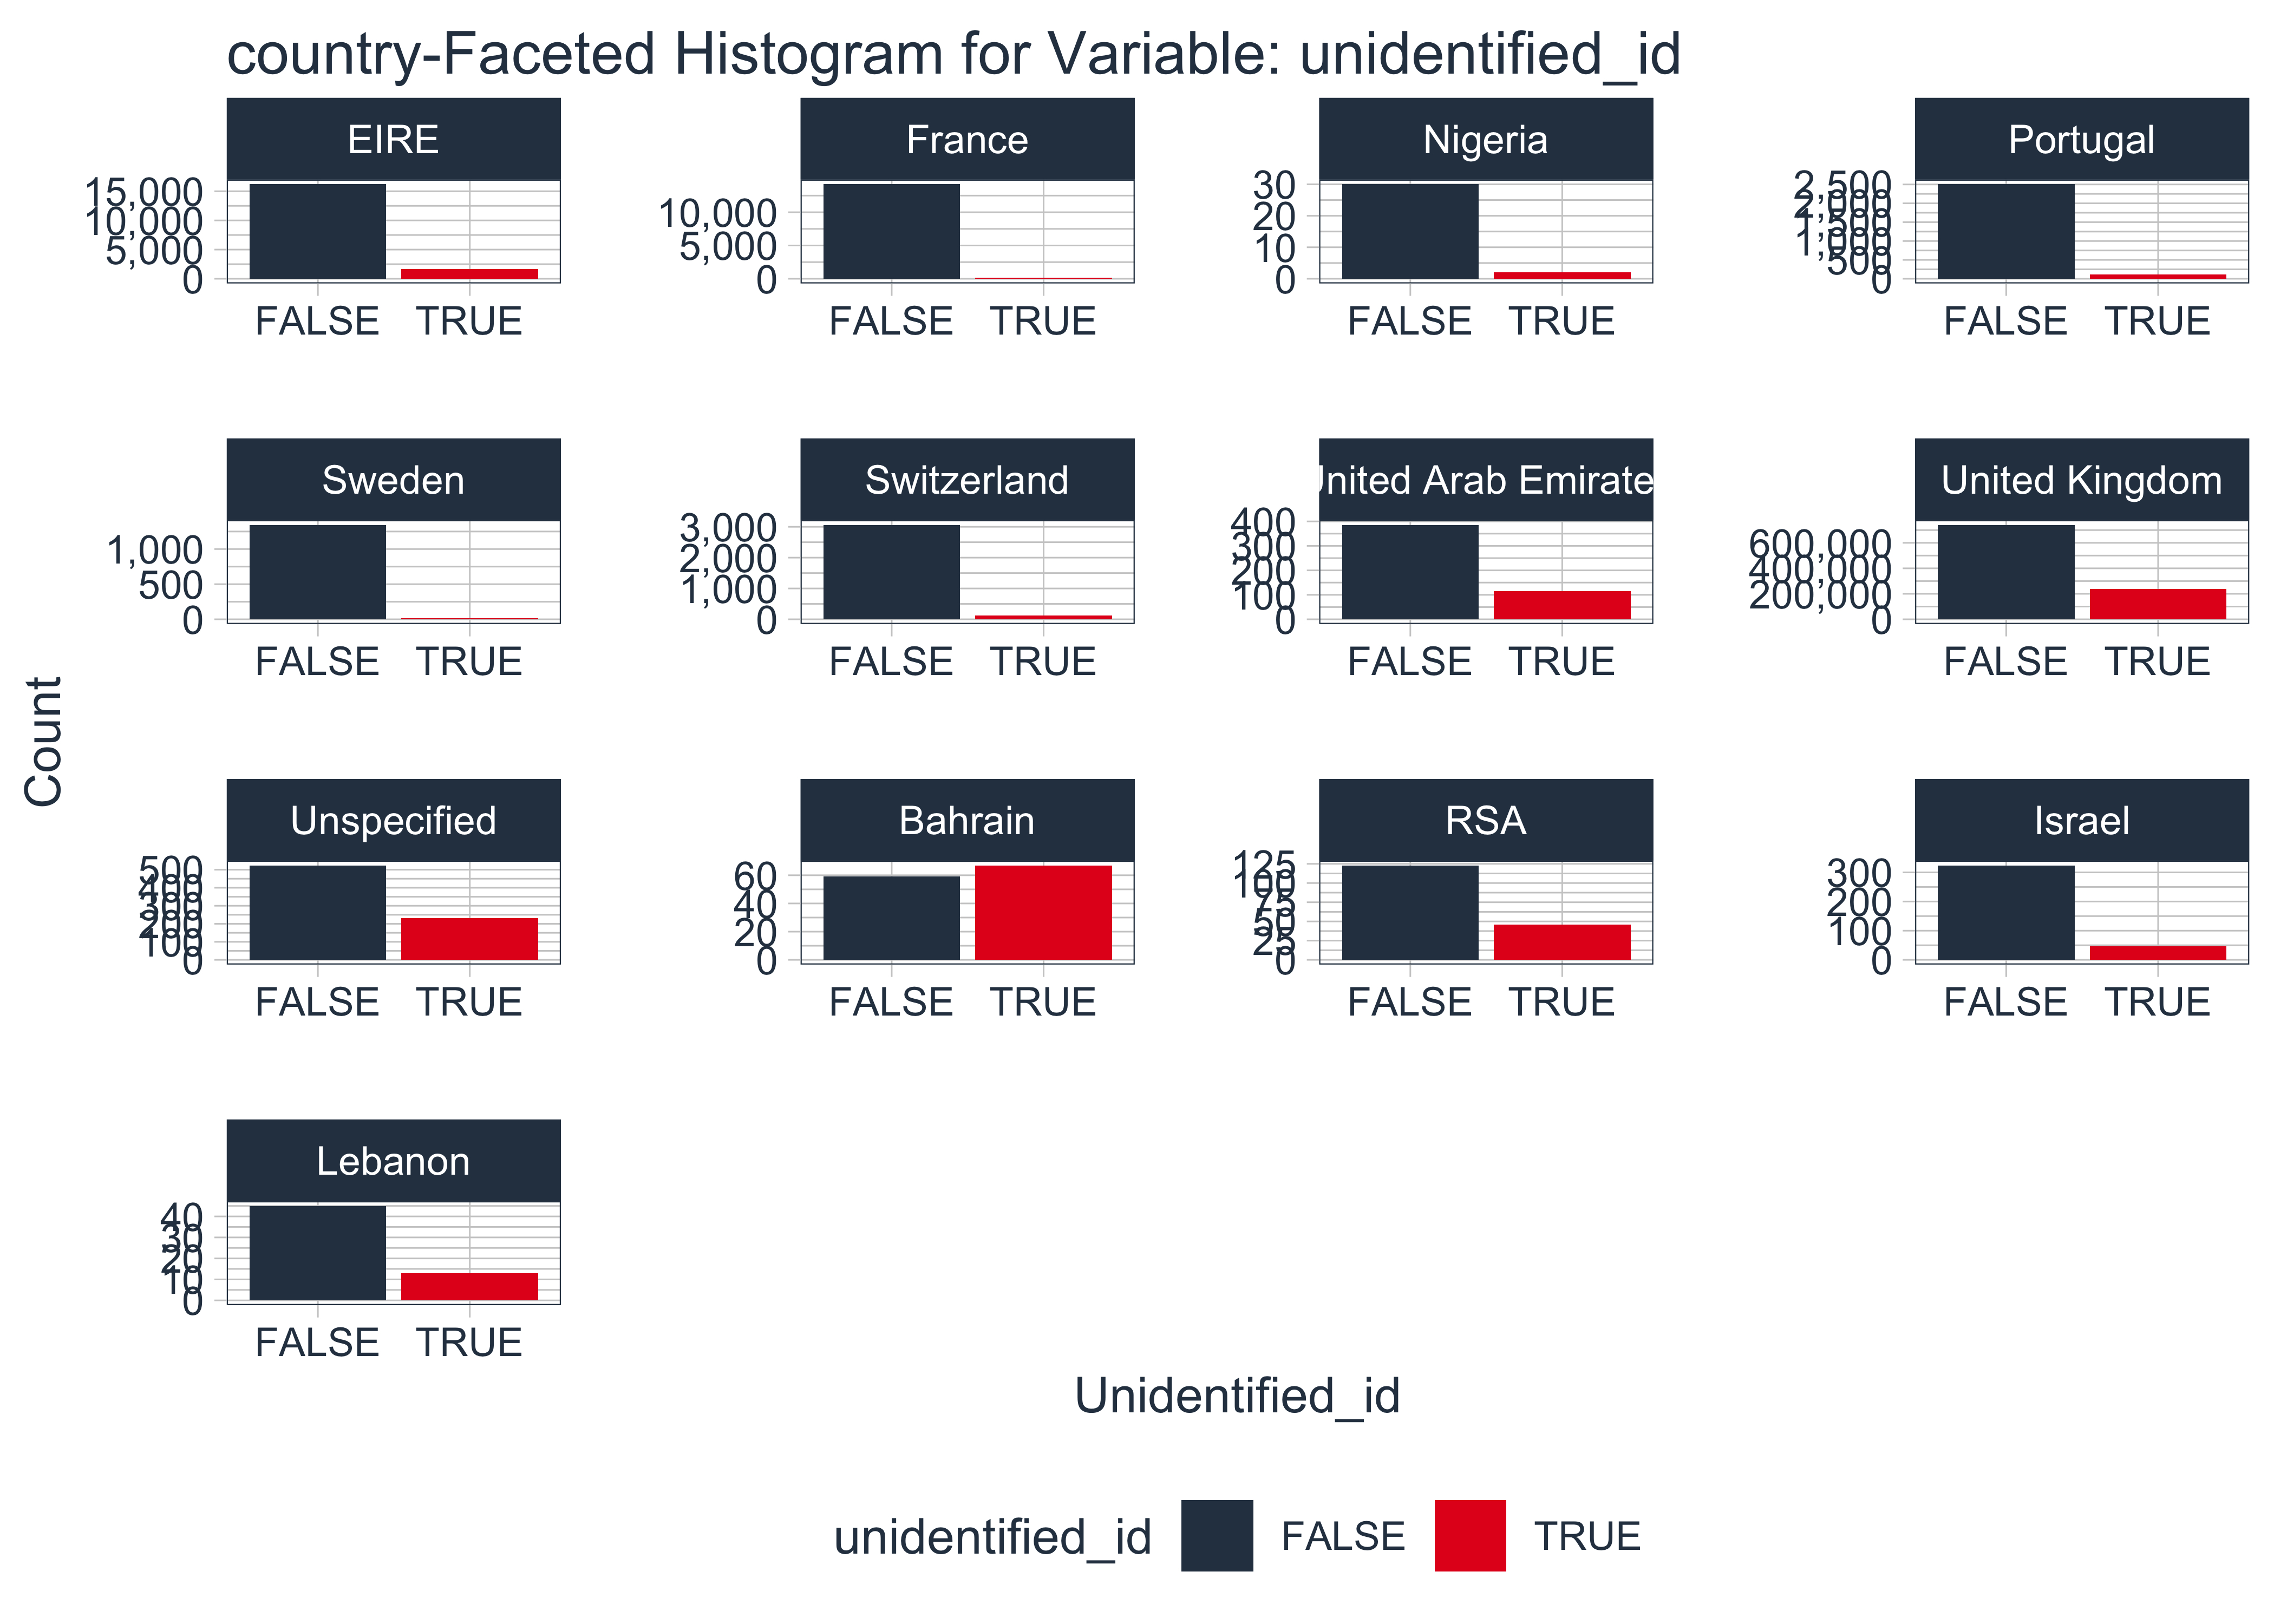 country-Faceted Histogram for Variable: unidentified_id
EIRE
15,000
10,000
5,000
0
FALSE TRUE
France
10,000
5,000
0
FALSE TRUE
Nigeria
30
20
10
0
FALSE TRUE
Portugal
2,500
2,000
1,500
1,000
500
0
FALSE TRUE
Sweden
1,000
500
0
FALSE TRUE
Switzerland
3,000
2,000
1,000
0
FALSE TRUE
United Arab Emirate
400
300
200
100
0
FALSE TRUE
United Kingdom
600,000
400,000
200,000
0
FALSE TRUE
Unspecified
500
400
300
200
100
0
FALSE TRUE
Bahrain
60
40
20
0
FALSE TRUE
RSA
125
100
75
50
25
0
FALSE TRUE
Israel
300
200
100
0
FALSE TRUE
Lebanon
40
30
20
10
0
FALSE TRUE
Count
Unidentified_id
unidentified_id FALSE TRUE